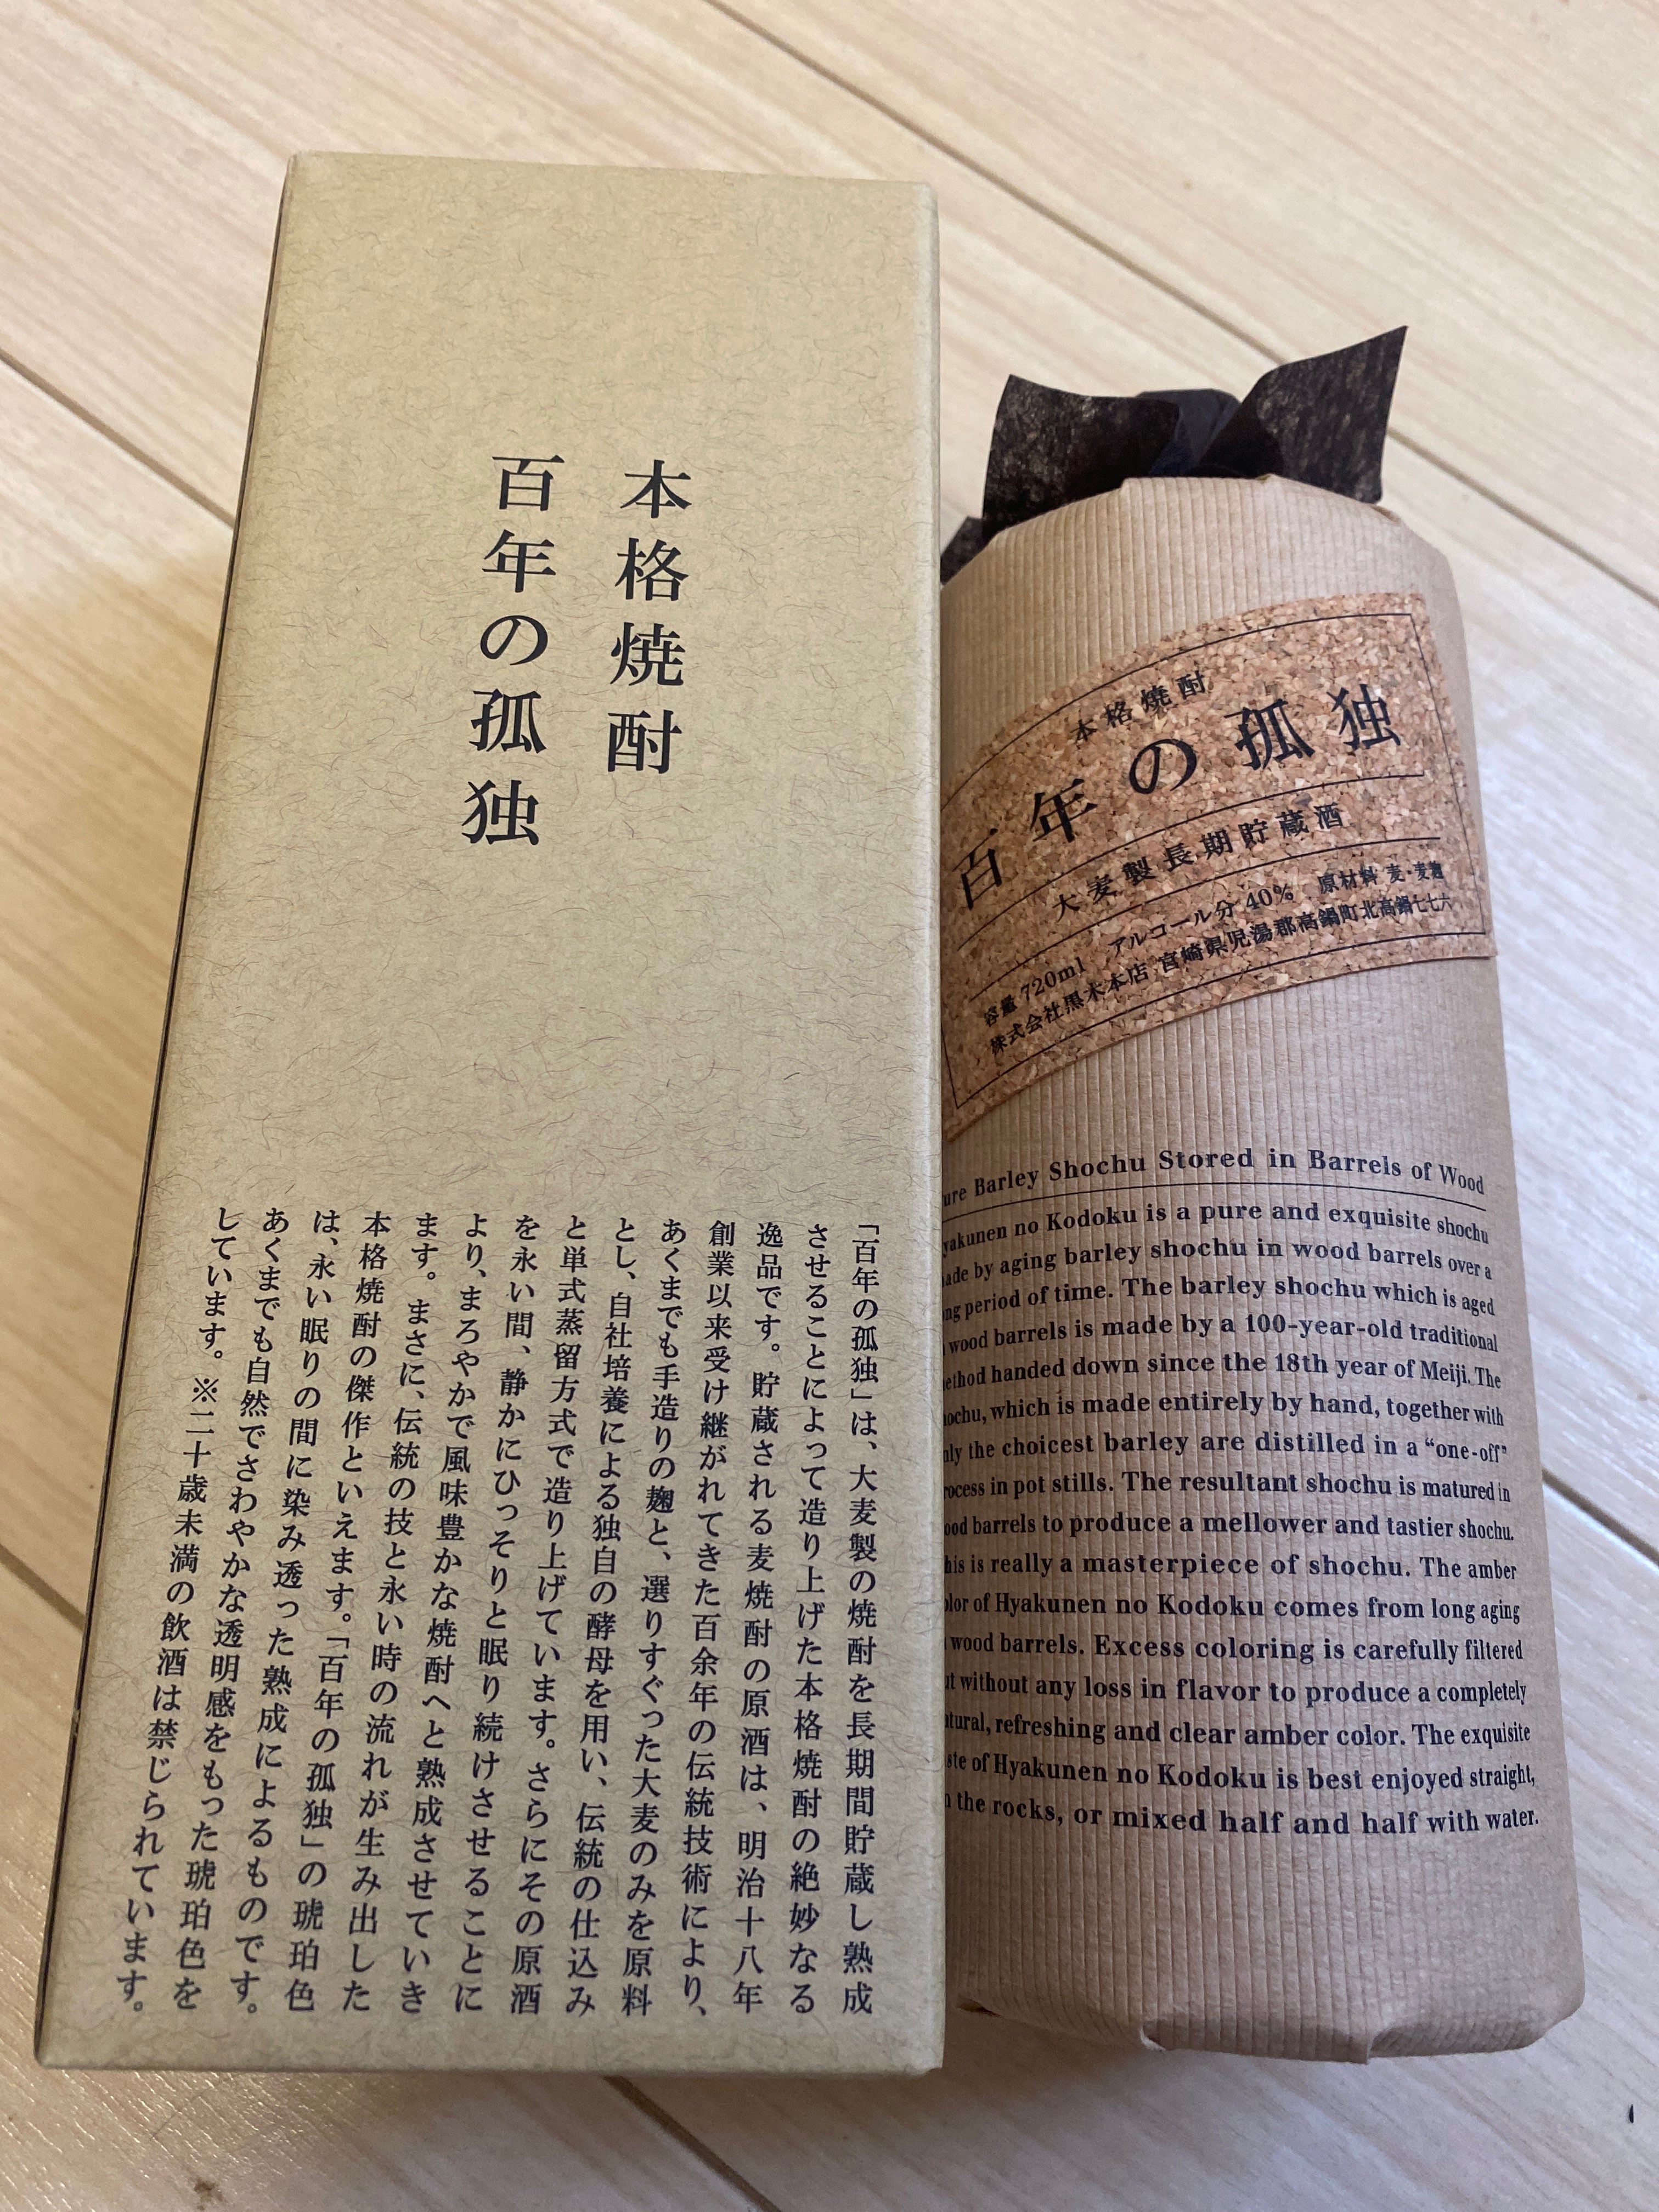 本格焼酎
百年の孤独
「百年の孤独」は、大麦製の焼酎を長期間貯蔵し熟成
させることによって造り上げた本格焼酎の絶妙なる
逸品です。貯蔵される麦焼酎の原酒は、明治十八年
創業以来受け継がれてきた百余年の伝統技術により、
あくまでも手造りの麹と、選りすぐった大麦のみを原料
とし、自社培養による独自の酵母を用い、伝統の仕込み
と単式蒸留方式で造り上げています。さらにその原酒
を永い間、静かにひっそりと眠り続けさせることに
より、まろやかで風味豊かな焼酎へと熟成させていき
ます。まさに、伝統の技と永い時の流れが生み出した
本格焼酎の傑作といえます。「百年の孤独」の琥珀色
は、永い眠りの間に染み透った熟成によるものです。
あくまでも自然でさわやかな透明感をもった琥珀色を
しています。※二十歳未満の飲酒は禁じられています。
本格焼酎
百年の孤独
大麦製長期貯蔵酒
容量720ml アルコール分40% 原材料 麦・麦麹
株式会社黒木本店 宮崎県児湯郡高鍋町北高鍋七七六
Barley Shochu Stored in Barrels of Wood
no Kodoku is a pure and exquisite shochu
by aging barley shochu in wood barrels over a
period of time. The barley shochu which is aged
wood barrels is made by a 100-year-old traditional
handed down since the 18th year of Meiji. The
which is made entirely by hand, together with
the choicest barley are distilled in a "one-off"
in pot stills. The resultant shochu is matured in
barrels to produce a mellower and tastier shochu.
is really a masterpiece of shochu. The amber
of Hyakunen no Kodoku comes from long aging
wood barrels. Excess coloring is carefully filtered
without any loss in flavor to produce a completely
refreshing and clear amber color. The exquisite
of Hyakunen no Kodoku is best enjoyed straight,
the rocks, or mixed half and half with water.